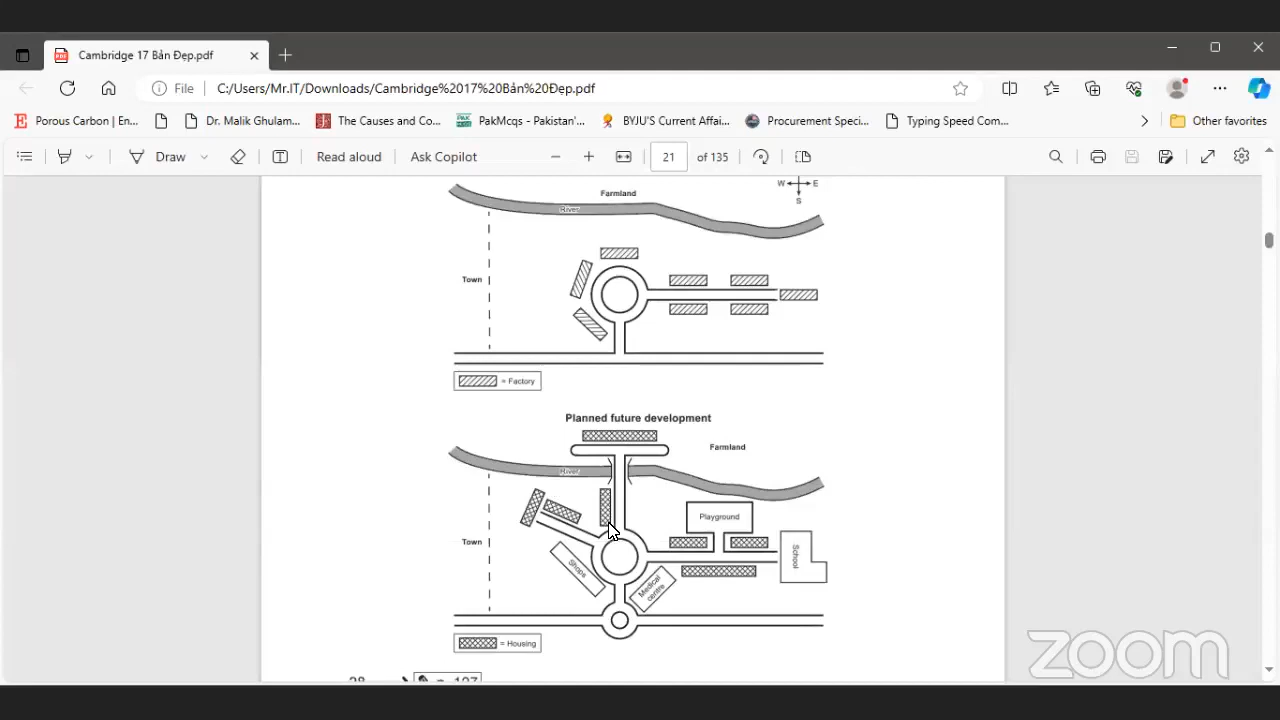 Cambridge 17 Bản Đẹp.pdf
File
C:/Users/Mr.IT/Downloads/Cambridge%2017%20Bản%20Đẹp.pdf
Porous Carbon | En...
Dr. Malik Ghulam...
The Causes and Co...
PakMcqs - Pakistan'...
BYJU'S Current Affai...
Procurement Speci...
Typing Speed Com...
Other favorites
Draw
Read aloud
Ask Copilot
21 of 135
W E
S
Farmland
River
Town
= Factory
Planned future development
Farmland
River
Playground
Town
School
Shops
Medical
centre
= Housing
zoom